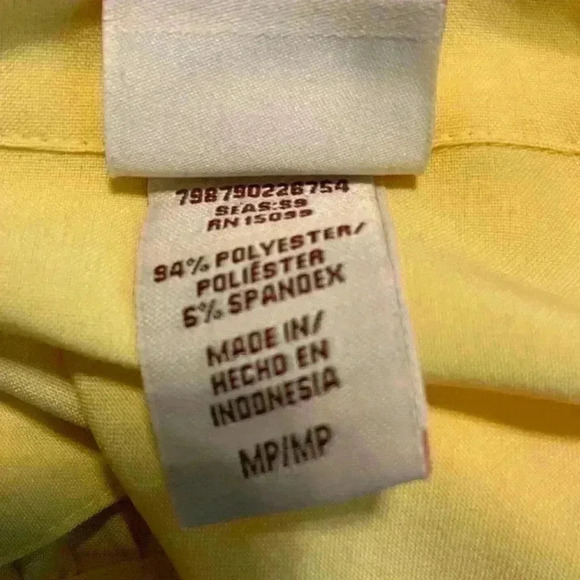 798790226754
SEAS:S9
RN 15099
94% POLYESTER/
POLIÉSTER
6% SPANDEX
MADE IN/
HECHO EN
INDONESIA
MP/MP